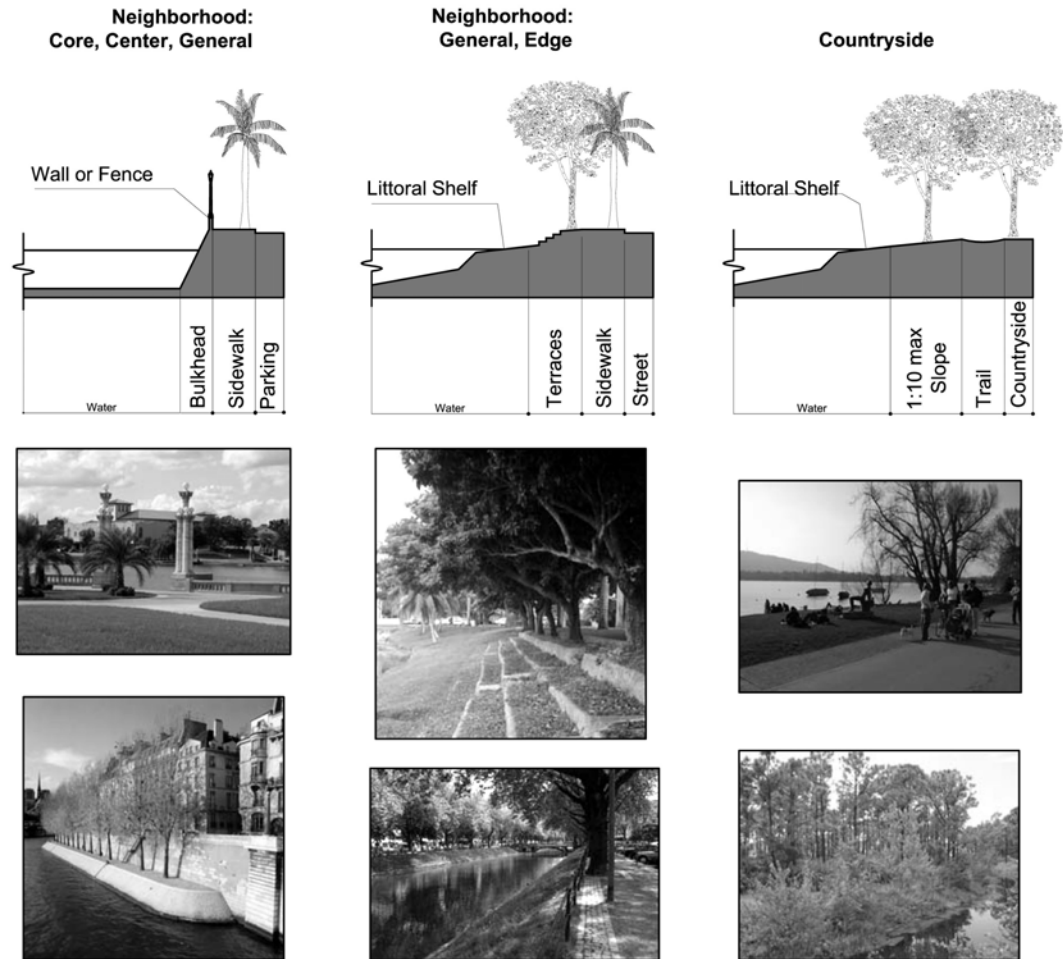 Neighborhood:
Core, Center, General
Wall or Fence
Water
Bulkhead
Sidewalk
Parking
Neighborhood:
General, Edge
Littoral Shelf
Water
Terraces
Sidewalk
Street
Countryside
Littoral Shelf
Water
1:10 max
Slope
Trail
Countryside